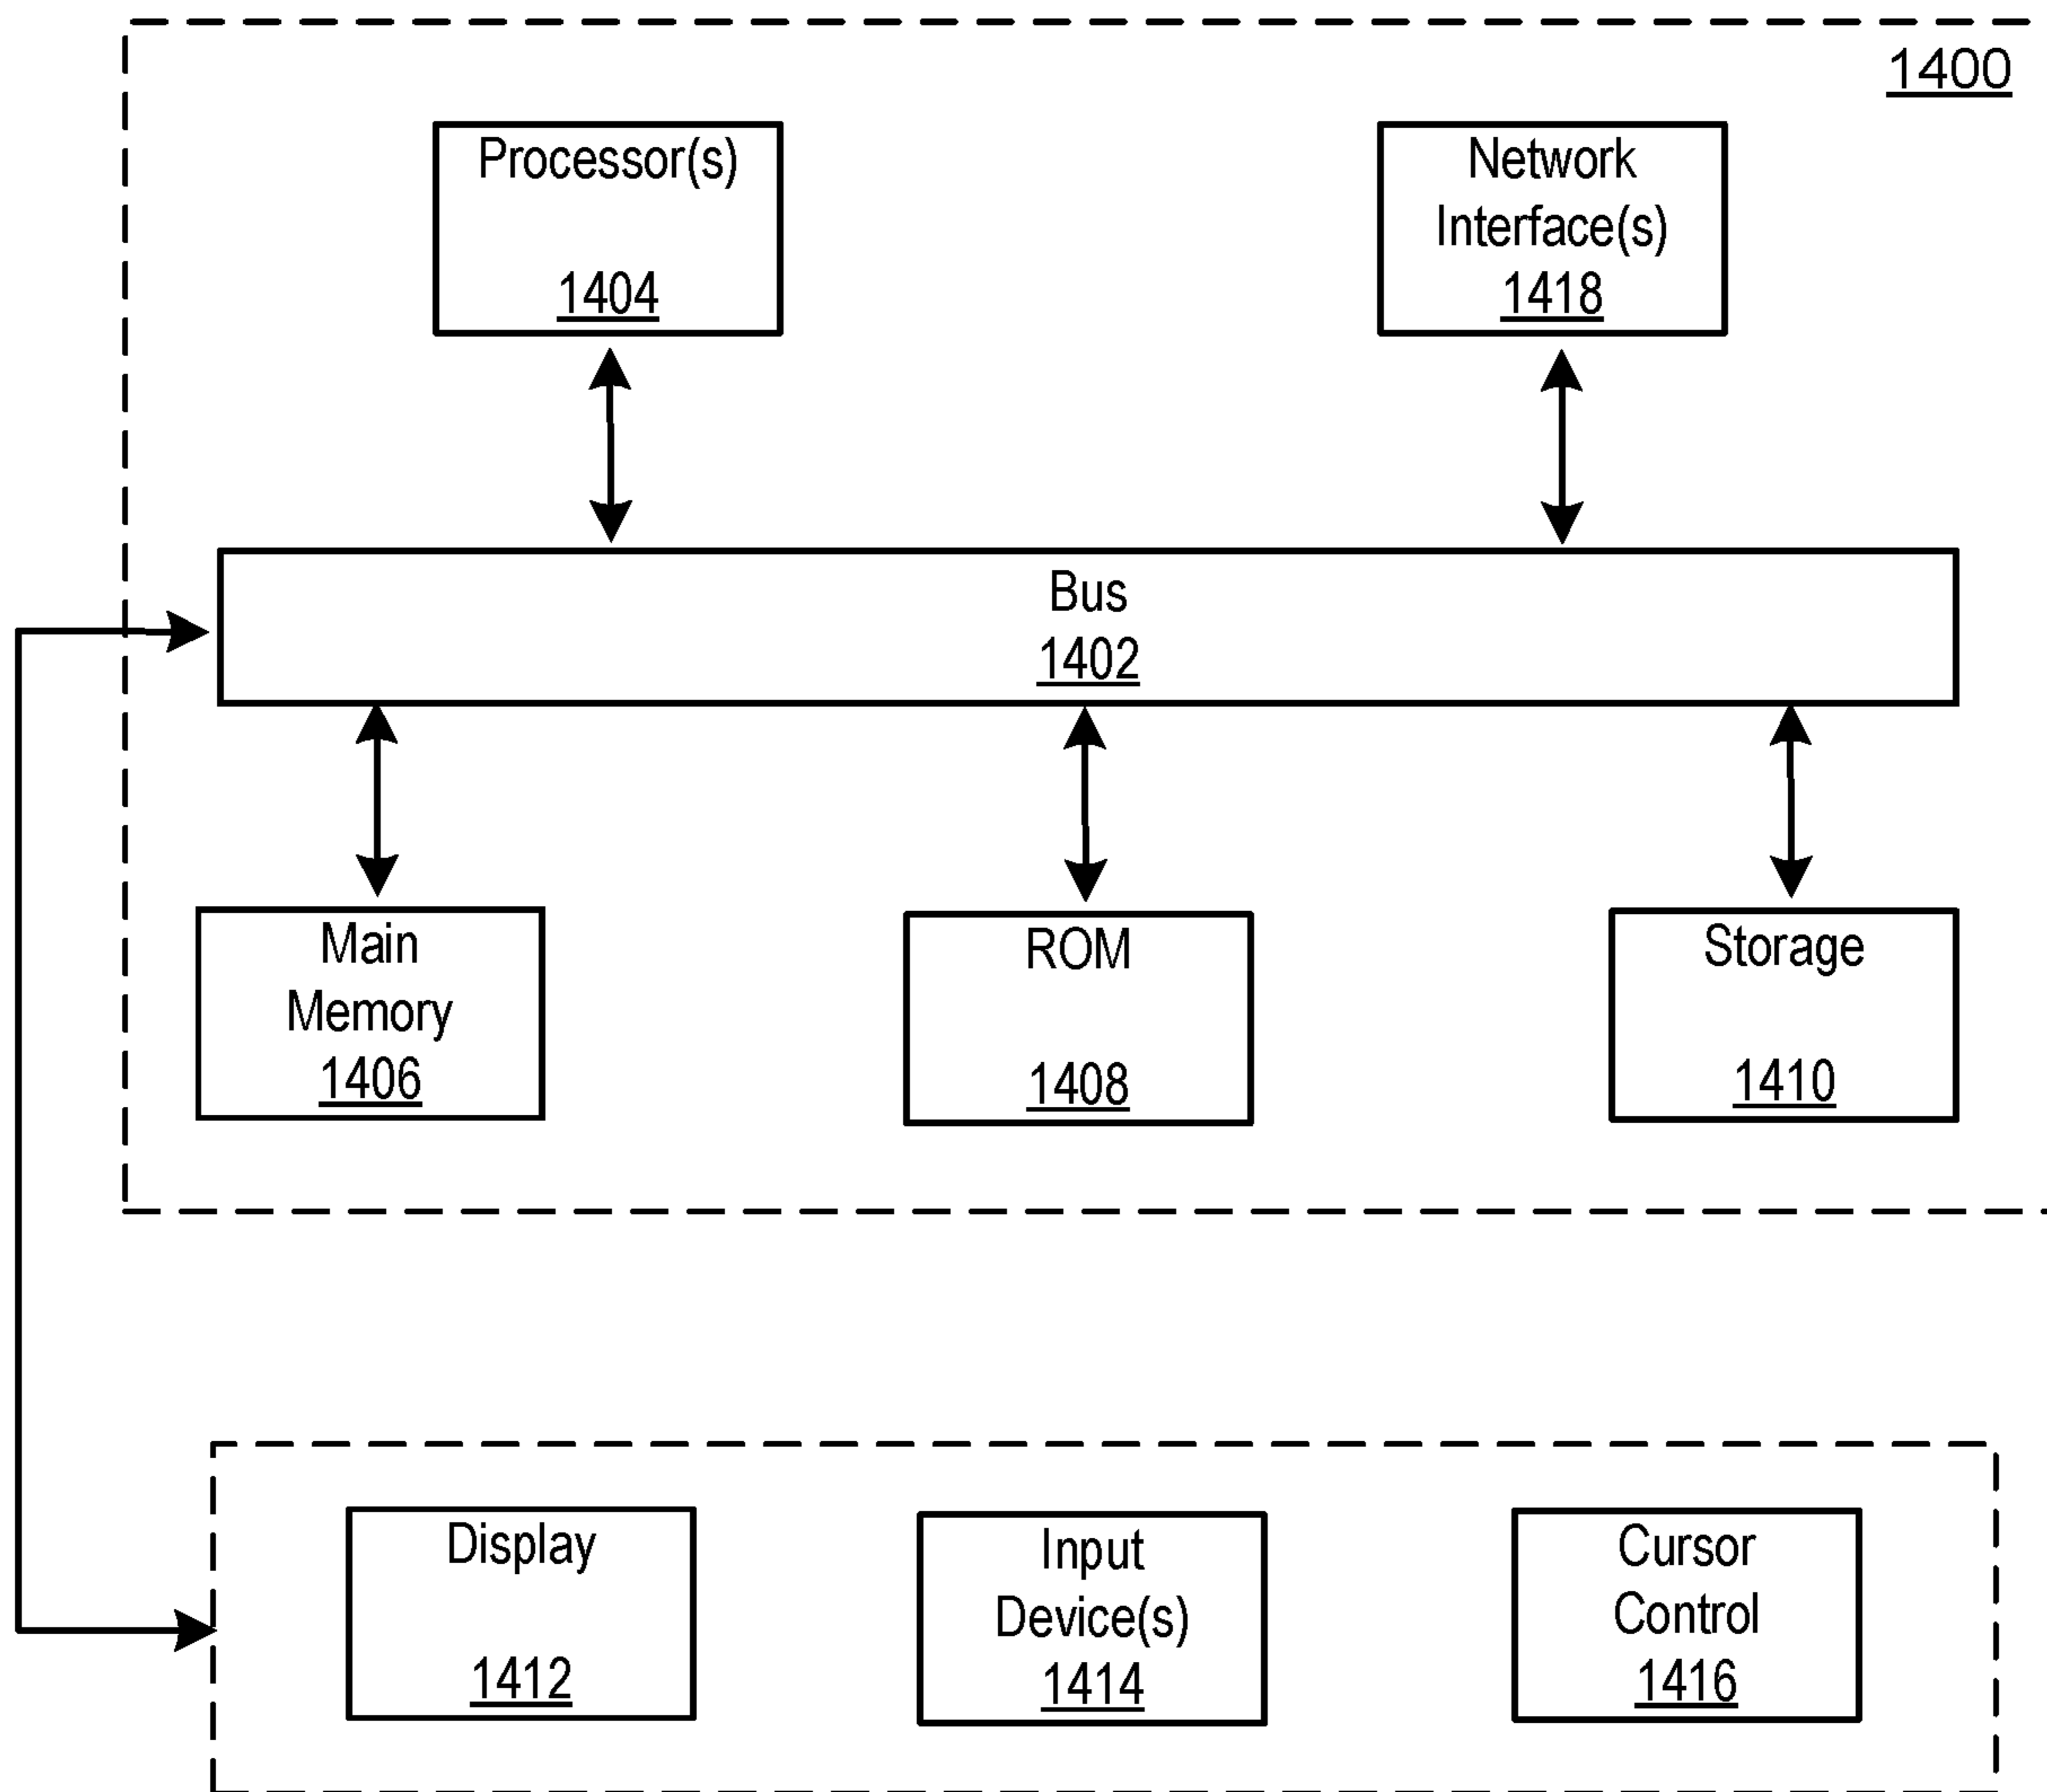 1400
Processor(s)
1404
Network
Interface(s)
1418
Bus
1402
Main
Memory
1406
ROM
1408
Storage
1410
Display
1412
Input
Device(s)
1414
Cursor
Control
1416